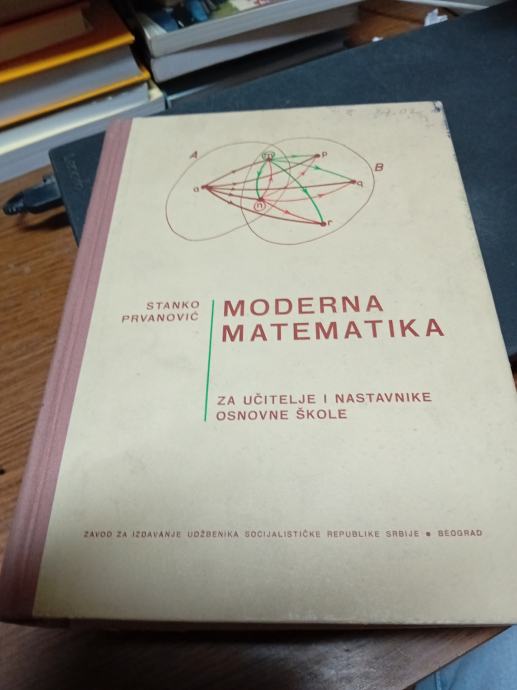 A
B
m
p
a
q
n
r
STANKO
PRVANOVIĆ
MODERNA
MATEMATIKA
ZA UČITELJE I NASTAVNIKE
OSNOVNE ŠKOLE
ZAVOD ZA IZDAVANJE UDŽBENIKA SOCIJALISTIČKE REPUBLIKE SRBIJE • BEOGRAD